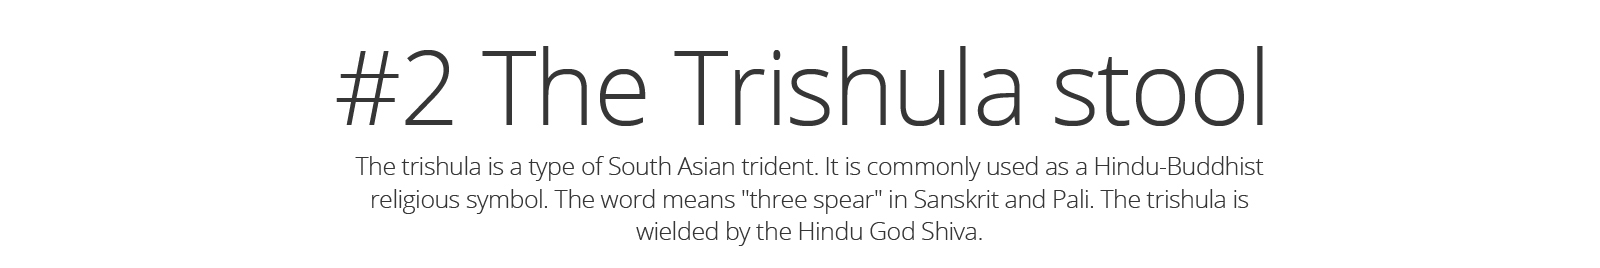 #2 The Trishula stool
The trishula is a type of South Asian trident. It is commonly used as a Hindu-Buddhist
religious symbol. The word means "three spear" in Sanskrit and Pali. The trishula is
wielded by the Hindu God Shiva.